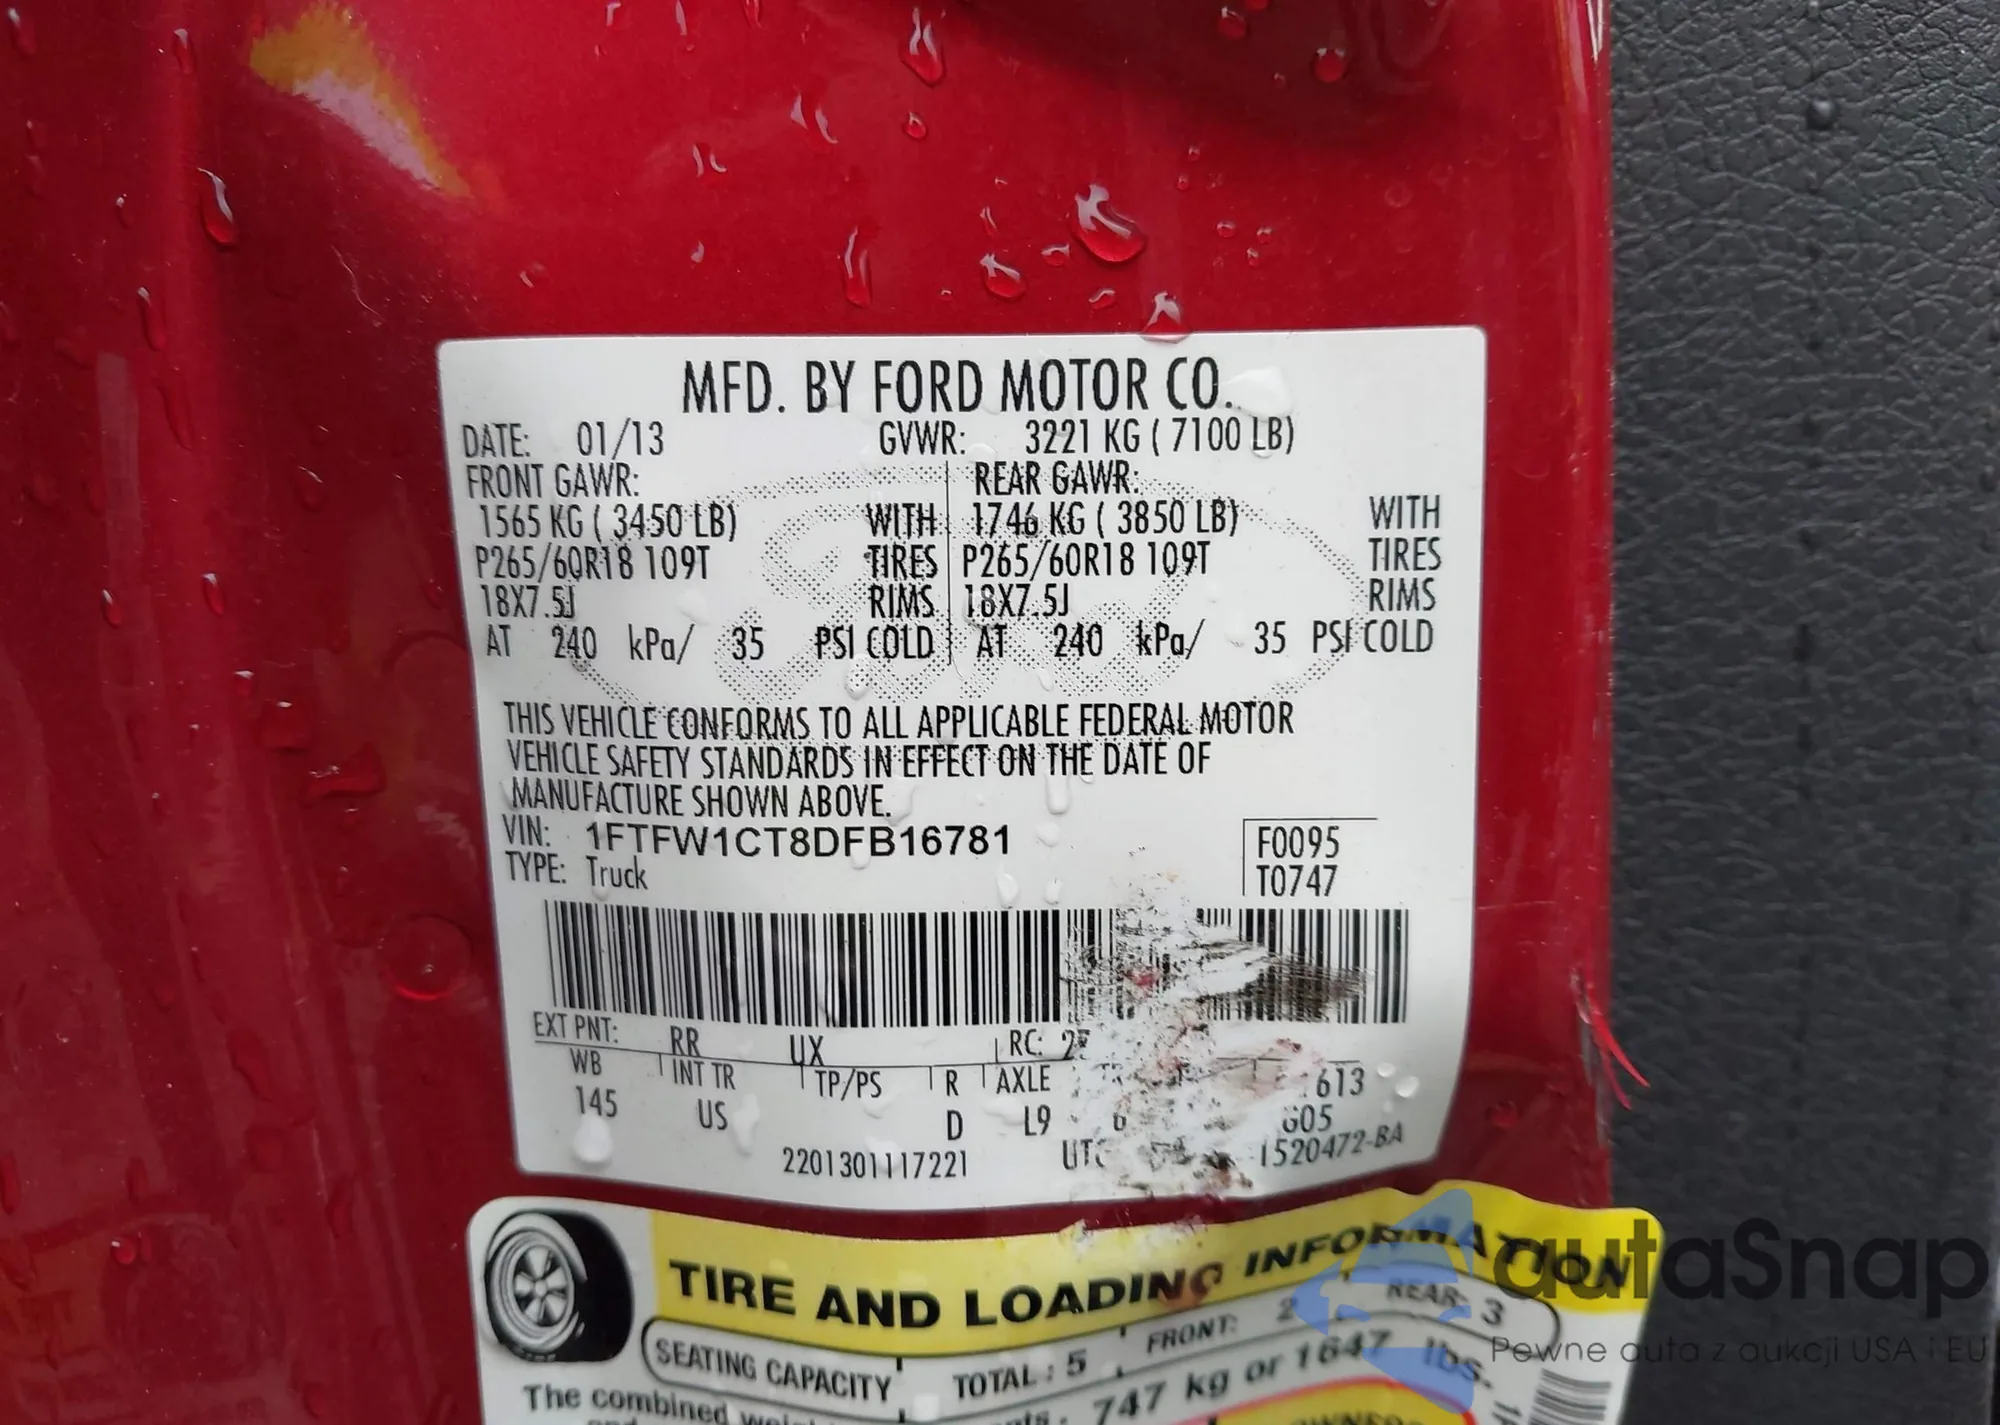 MFD. BY FORD MOTOR CO.
DATE: 01/13 GVWR: 3221 KG ( 7100 LB)
FRONT GAWR: REAR GAWR:
1565 KG ( 3450 LB) WITH 1746 KG ( 3850 LB) WITH
P265/60R18 109T TIRES P265/60R18 109T TIRES
18X7.5J RIMS 18X7.5J RIMS
AT 240 kPa/ 35 PSI COLD AT 240 kPa/ 35 PSI COLD
THIS VEHICLE CONFORMS TO ALL APPLICABLE FEDERAL MOTOR
VEHICLE SAFETY STANDARDS IN EFFECT ON THE DATE OF
MANUFACTURE SHOWN ABOVE.
VIN: 1FTFW1CT8DFB16781 F0095
TYPE: Truck T0747
EXT PNT: RR UX RC:
WB INT TR TP/PS R AXLE 613
145 US D L9 G05
2201301117221 1520472-BA
TIRE AND LOADING INFORMATION
SEATING CAPACITY TOTAL : 5 FRONT: 2 REAR: 3
The combined 747 kg or 1647 lbs.
autaSnap
Pewne auta z aukcji USA i EU